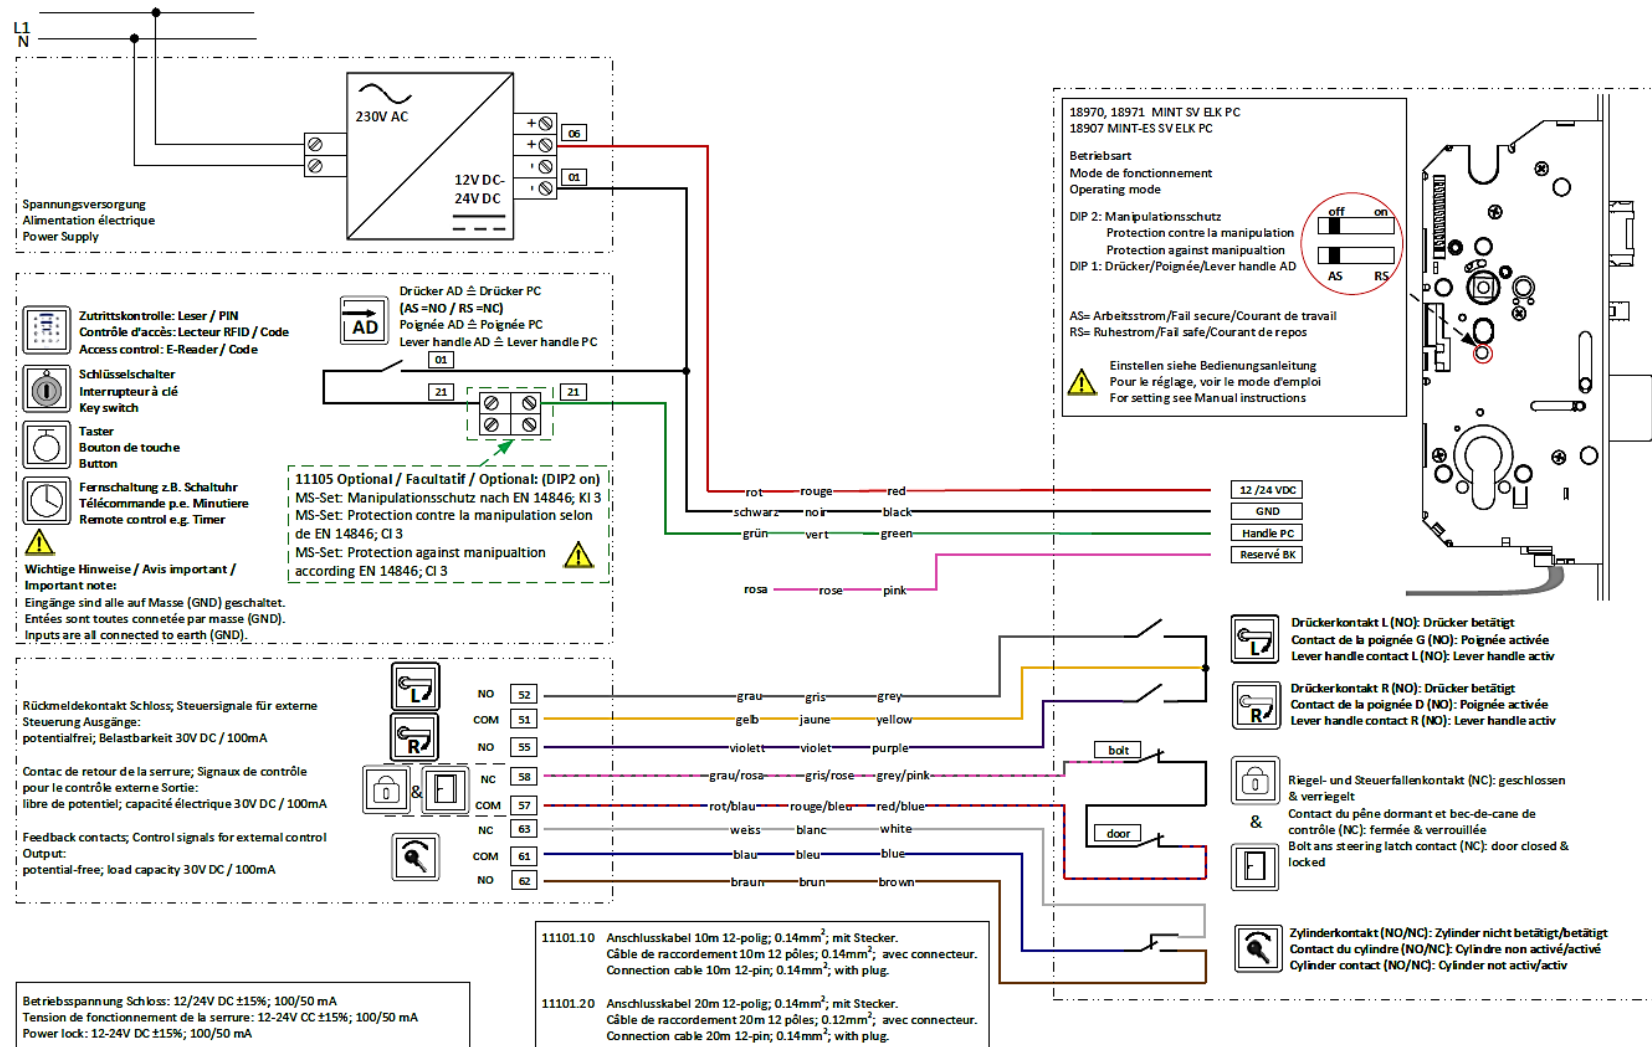 L1
N
230V AC
12V DC-
24V DC
+
+
-
-
06
01
Spannungsversorgung
Alimentation électrique
Power Supply
Zutrittskontrolle: Leser / PIN
Contrôle d'accès: Lecteur RFID / Code
Access control: E-Reader / Code
Schlüsselschalter
Interrupteur à clé
Key switch
Taster
Bouton de touche
Button
Fernschaltung z.B. Schaltuhr
Télécommande p.e. Minutiere
Remote control e.g. Timer
Wichtige Hinweise / Avis important /
Important note:
Eingänge sind alle auf Masse (GND) geschaltet.
Entées sont toutes connetée par masse (GND).
Inputs are all connected to earth (GND).
AD
Drücker AD ≙ Drücker PC
(AS =NO / RS =NC)
Poignée AD ≙ Poignée PC
Lever handle AD ≙ Lever handle PC
01
21
21
11105 Optional / Facultatif / Optional: (DIP2 on)
MS-Set: Manipulationsschutz nach EN 14846; Kl 3
MS-Set: Protection contre la manipulation selon
de EN 14846; Cl 3
MS-Set: Protection against manipualtion
according EN 14846; Cl 3
18970, 18971 MINT SV ELK PC
18907 MINT-ES SV ELK PC
Betriebsart
Mode de fonctionnement
Operating mode
DIP 2: Manipulationsschutz
Protection contre la manipulation
Protection against manipualtion
DIP 1: Drücker/Poignée/Lever handle AD
off on
AS RS
AS= Arbeitsstrom/Fail secure/Courant de travail
RS= Ruhestrom/Fail safe/Courant de repos
Einstellen siehe Bedienungsanleitung
Pour le réglage, voir le mode d'emploi
For setting see Manual instructions
rot rouge red 12 /24 VDC
schwarz noir black GND
grün vert green Handle PC
Reservé BK
rosa rose pink
L
Drückerkontakt L (NO): Drücker betätigt
Contact de la poignée G (NO): Poignée activée
Lever handle contact L (NO): Lever handle activ
R
Drückerkontakt R (NO): Drücker betätigt
Contact de la poignée D (NO): Poignée activée
Lever handle contact R (NO): Lever handle activ
Rückmeldekontakt Schloss; Steuersignale für externe
Steuerung Ausgänge:
potentialfrei; Belastbarkeit 30V DC / 100mA
Contac de retour de la serrure; Signaux de contrôle
pour le contrôle externe Sortie:
libre de potentiel; capacité électrique 30V DC / 100mA
Feedback contacts; Control signals for external control
Output:
potential-free; load capacity 30V DC / 100mA
L
R
&
NO 52 grau gris grey
COM 51 gelb jaune yellow
NO 55 violett violet purple
NC 58 grau/rosa gris/rose grey/pink
COM 57 rot/blau rouge/bleu red/blue
NC 63 weiss blanc white
COM 61 blau bleu blue
NO 62 braun brun brown
bolt
door
&
Riegel- und Steuerfallenkontakt (NC): geschlossen
& verriegelt
Contact du pêne dormant et bec-de-cane de
contrôle (NC): fermée & verrouillée
Bolt ans steering latch contact (NC): door closed &
locked
Zylinderkontakt (NO/NC): Zylinder nicht betätigt/betätigt
Contact du cylindre (NO/NC): Cylindre non activé/activé
Cylinder contact (NO/NC): Cylinder not activ/activ
11101.10 Anschlusskabel 10m 12-polig; 0.14mm²; mit Stecker.
Câble de raccordement 10m 12 pôles; 0.14mm²; avec connecteur.
Connection cable 10m 12-pin; 0.14mm²; with plug.
11101.20 Anschlusskabel 20m 12-polig; 0.14mm²; mit Stecker.
Câble de raccordement 20m 12 pôles; 0.12mm²; avec connecteur.
Connection cable 20m 12-pin; 0.14mm²; with plug.
Betriebsspannung Schloss: 12/24V DC ±15%; 100/50 mA
Tension de fonctionnement de la serrure: 12-24V CC ±15%; 100/50 mA
Power lock: 12-24V DC ±15%; 100/50 mA